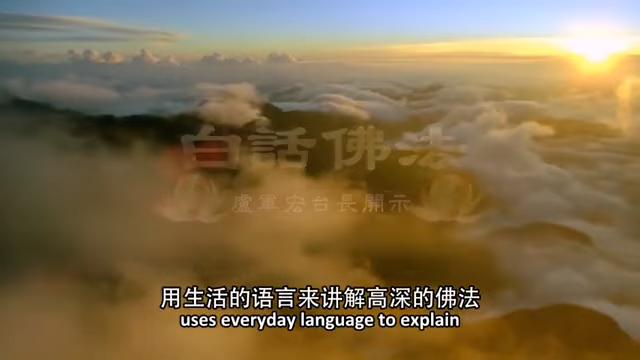 白話佛法
盧軍宏台長開示
用生活的语言来讲解高深的佛法
uses everyday language to explain